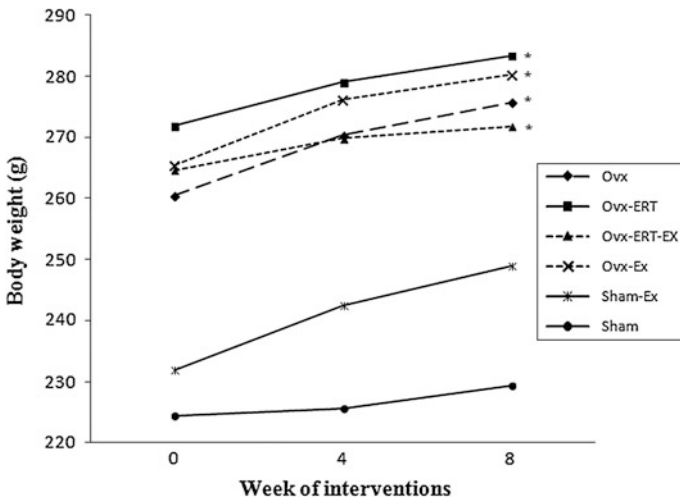 290
280
270
260
250
240
230
220
Body weight (g)
*
*
*
*
Ovx
Ovx-ERT
Ovx-ERT-EX
Ovx-Ex
Sham-Ex
Sham
0 4 8
Week of interventions